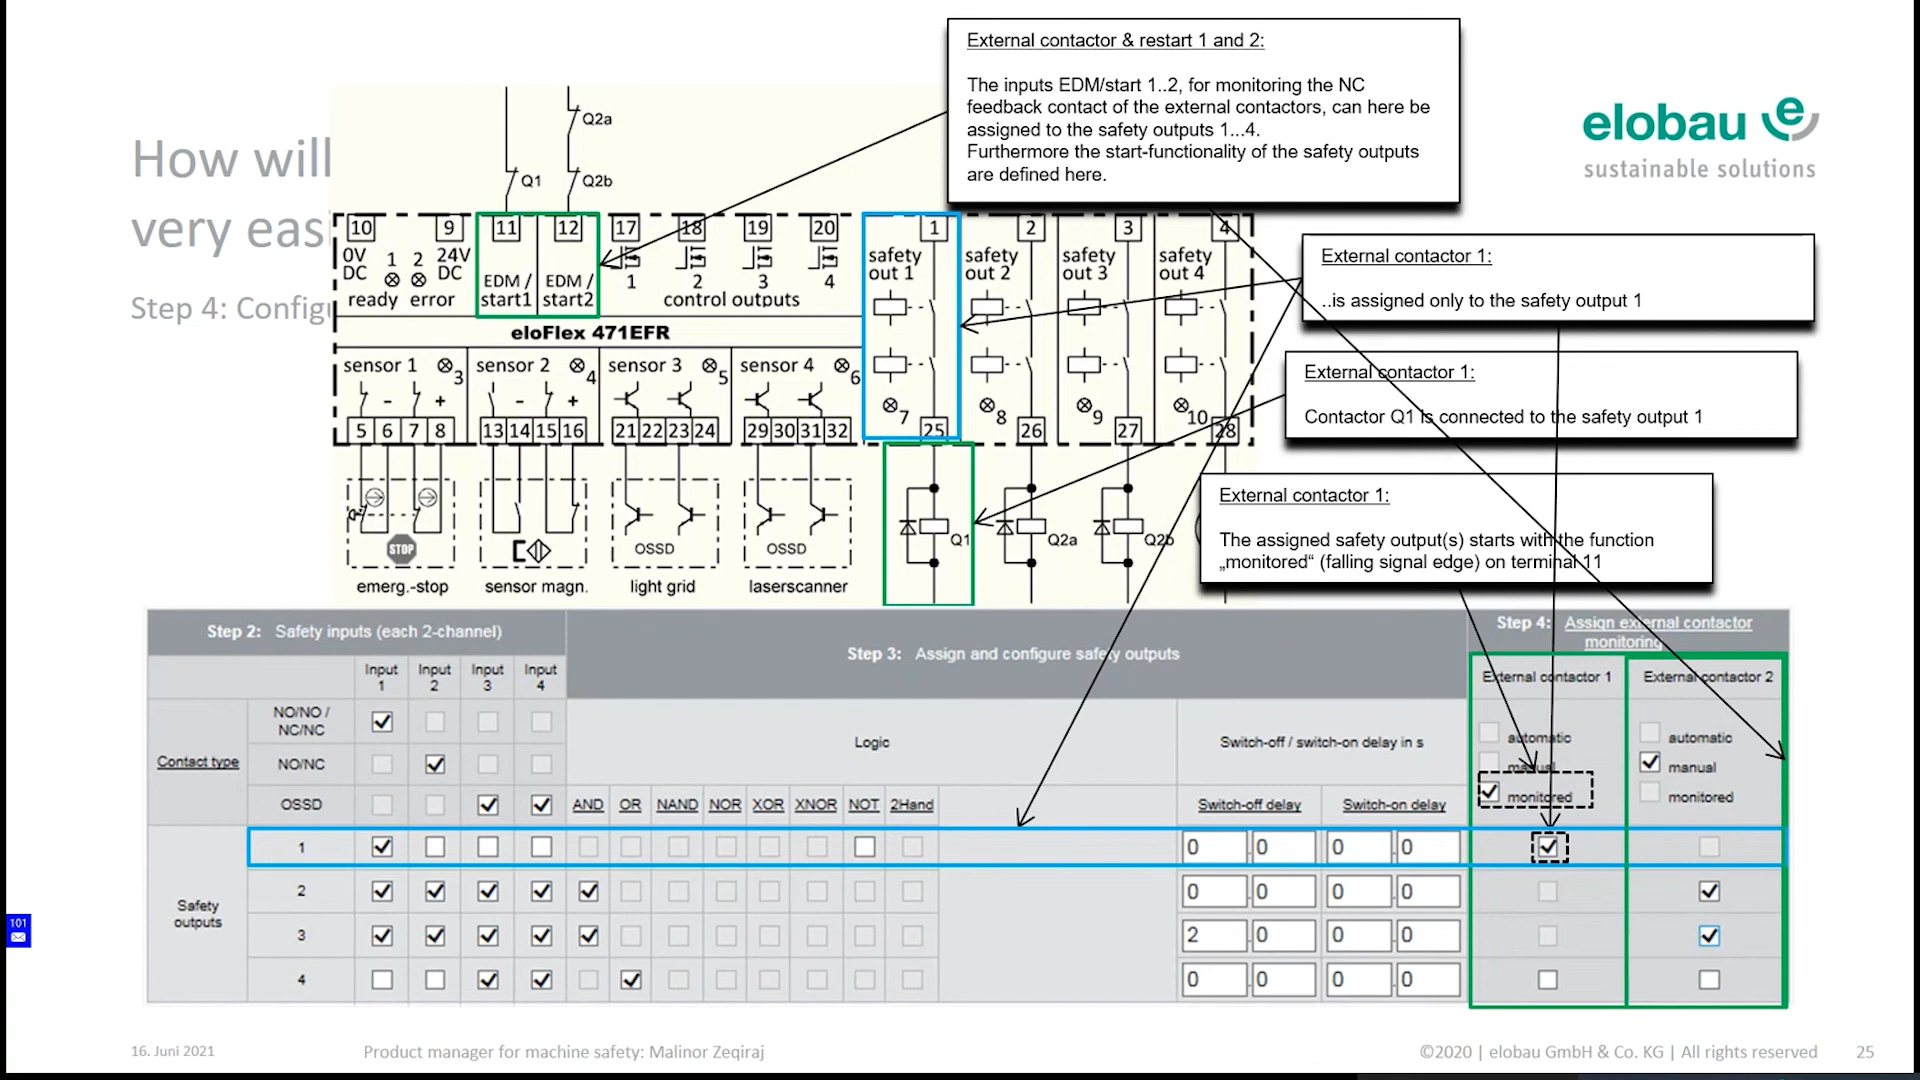 How will
very eas
Step 4: Configu
elobau e
sustainable solutions
External contactor & restart 1 and 2:
The inputs EDM/start 1..2, for monitoring the NC
feedback contact of the external contactors, can here be
assigned to the safety outputs 1...4.
Furthermore the start-functionality of the safety outputs
are defined here.
External contactor 1:
..is assigned only to the safety output 1
External contactor 1:
Contactor Q1 is connected to the safety output 1
External contactor 1:
The assigned safety output(s) starts with the function
„monitored“ (falling signal edge) on terminal 11
Q2a
Q1 Q2b
10 9 11 12 17 18 19 20 1 2 3 4
0V DC 1 2 24V DC
ready error
EDM / start1
EDM / start2
1 2 3 4
control outputs
safety out 1
safety out 2
safety out 3
safety out 4
eloFlex 471EFR
sensor 1 3 sensor 2 4 sensor 3 5 sensor 4 6
- + - +
7 8 9 10
5 6 7 8 13 14 15 16 21 22 23 24 29 30 31 32 25 26 27 28
STOP OSSD OSSD Q1 Q2a Q2b
emerg.-stop sensor magn. light grid laserscanner
Step 2: Safety inputs (each 2-channel)
Step 3: Assign and configure safety outputs
Step 4: Assign external contactor
monitoring
Input 1 Input 2 Input 3 Input 4
External contactor 1 External contactor 2
Contact type
NO/NO /
NC/NC
NO/NC
OSSD
Logic
Switch-off / switch-on delay in s
automatic automatic
manual manual
monitored monitored
AND OR NAND NOR XOR XNOR NOT 2Hand
Switch-off delay Switch-on delay
Safety
outputs
1 0 . 0 0 . 0
2 0 . 0 0 . 0
3 2 . 0 0 . 0
4 0 . 0 0 . 0
101
16. Juni 2021
Product manager for machine safety: Malinor Zeqiraj
©2020 | elobau GmbH & Co. KG | All rights reserved
25